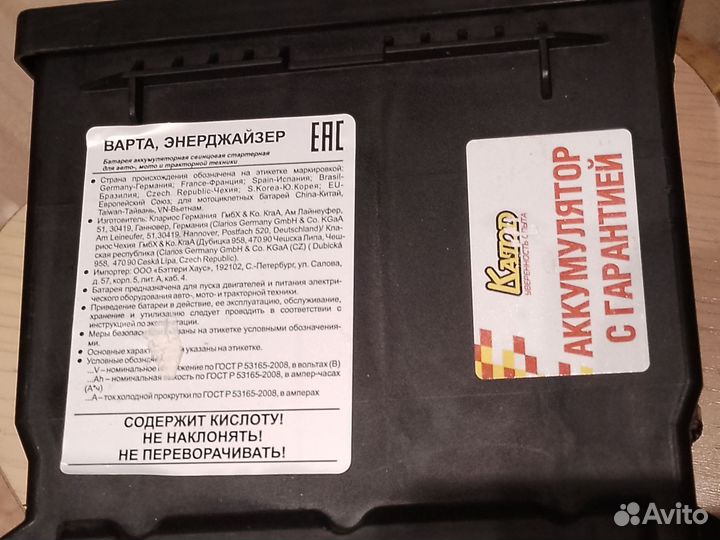 ВАРТА, ЭНЕРДЖАЙЗЕР
EAC
Батарея аккумуляторная свинцовая стартерная
для авто-, мото и тракторной техники
• Страна происхождения обозначена на этикетке маркировкой:
Germany-Германия; France-Франция; Spain-Испания; Brasil-
Бразилия; Czech. Republic-Чехия; S.Korea-Ю.Корея; EU-
Европейский Союз; для мотоциклетных батарей China-Китай,
Taiwan-Тайвань, VN-Вьетнам.
• Изготовитель: Клариос Германия ГмбХ & Ко. КгаА, Ам Лайнеуфер,
51, 30419, Ганновер, Германия (Clarios Germany GmbH & Co. KGaA
Am Leineufer, 51,30419, Hannover, Postfach 520, Deutschland)/ Кла-
риос Чехия ГмбХ & Ко. КгаА (Дубицка 958, 470 90 Чешска Липа, Чеш-
ская республика (Clarios Germany GmbH & Co. KGaA (CZ) ( Dubická
958, 470 90 Česká Lípa. Czech Republic.
• Импортер: ООО «Бэттери Хаус», 192102, С.-Петербург, ул. Салова,
д. 57, корп. 5, лит. А, каб. 4.
• Батарея предназначена для пуска двигателей и питания электри-
ческого оборудования авто-, мото- и тракторной техники.
• Приведение батареи в действие, ее эксплуатацию, обслуживание,
хранение и утилизацию следует проводить в соответствии с
инструкцией по эксплуатации.
• Меры безопас указаны на этикетке условными обозначения-
ми.
• Основные характ указаны на этикетке.
• Условные обознач
...V – номинальное яжение по ГОСТ Р 53165-2008, в вольтах (В)
...Ah – номинальная емкость по ГОСТ Р 53165-2008, в ампер-часах
(А*ч)
...A – ток холодной прокрутки по ГОСТ Р 53165-2008, в амперах
СОДЕРЖИТ КИСЛОТУ!
НЕ НАКЛОНЯТЬ!
НЕ ПЕРЕВОРАЧИВАТЬ!
КАТОД
УВЕРЕННОСТЬ ОПЫТА
АККУМУЛЯТОР
С ГАРАНТИЕЙ
Avito